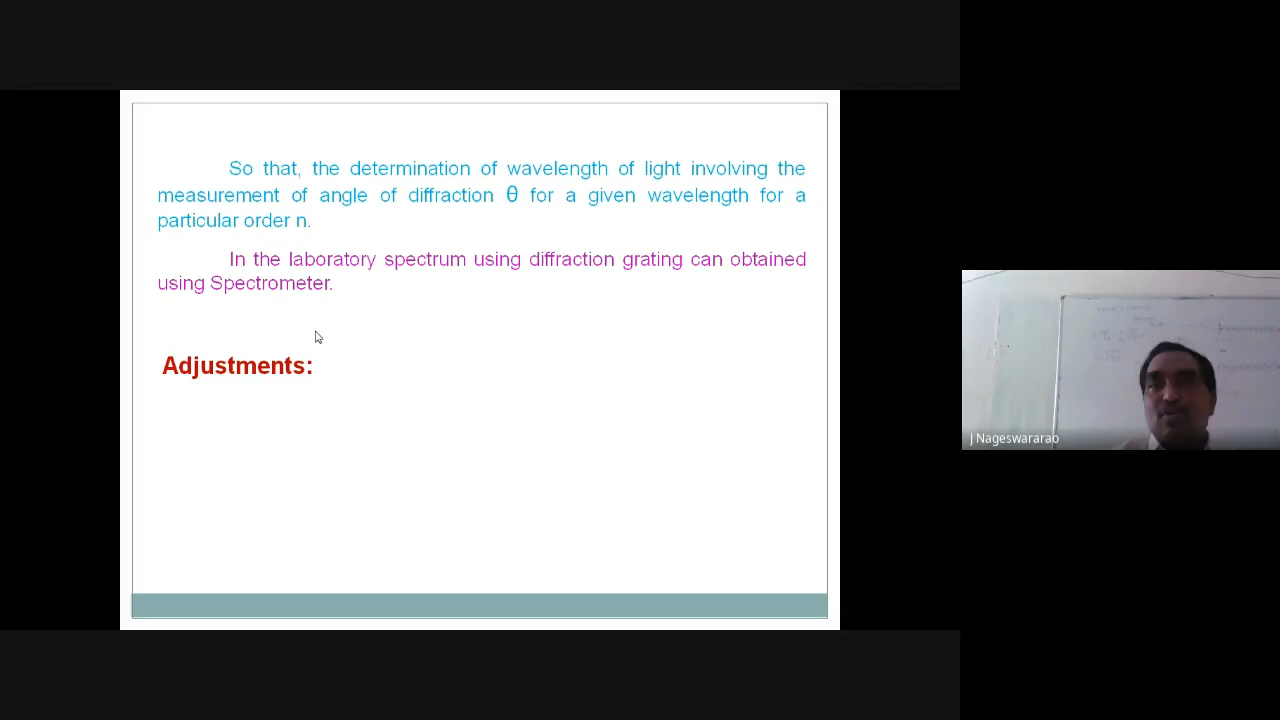 So that, the determination of wavelength of light involving the
measurement of angle of diffraction θ for a given wavelength for a
particular order n.
In the laboratory spectrum using diffraction grating can obtained
using Spectrometer.
Adjustments:
J Nageswararao